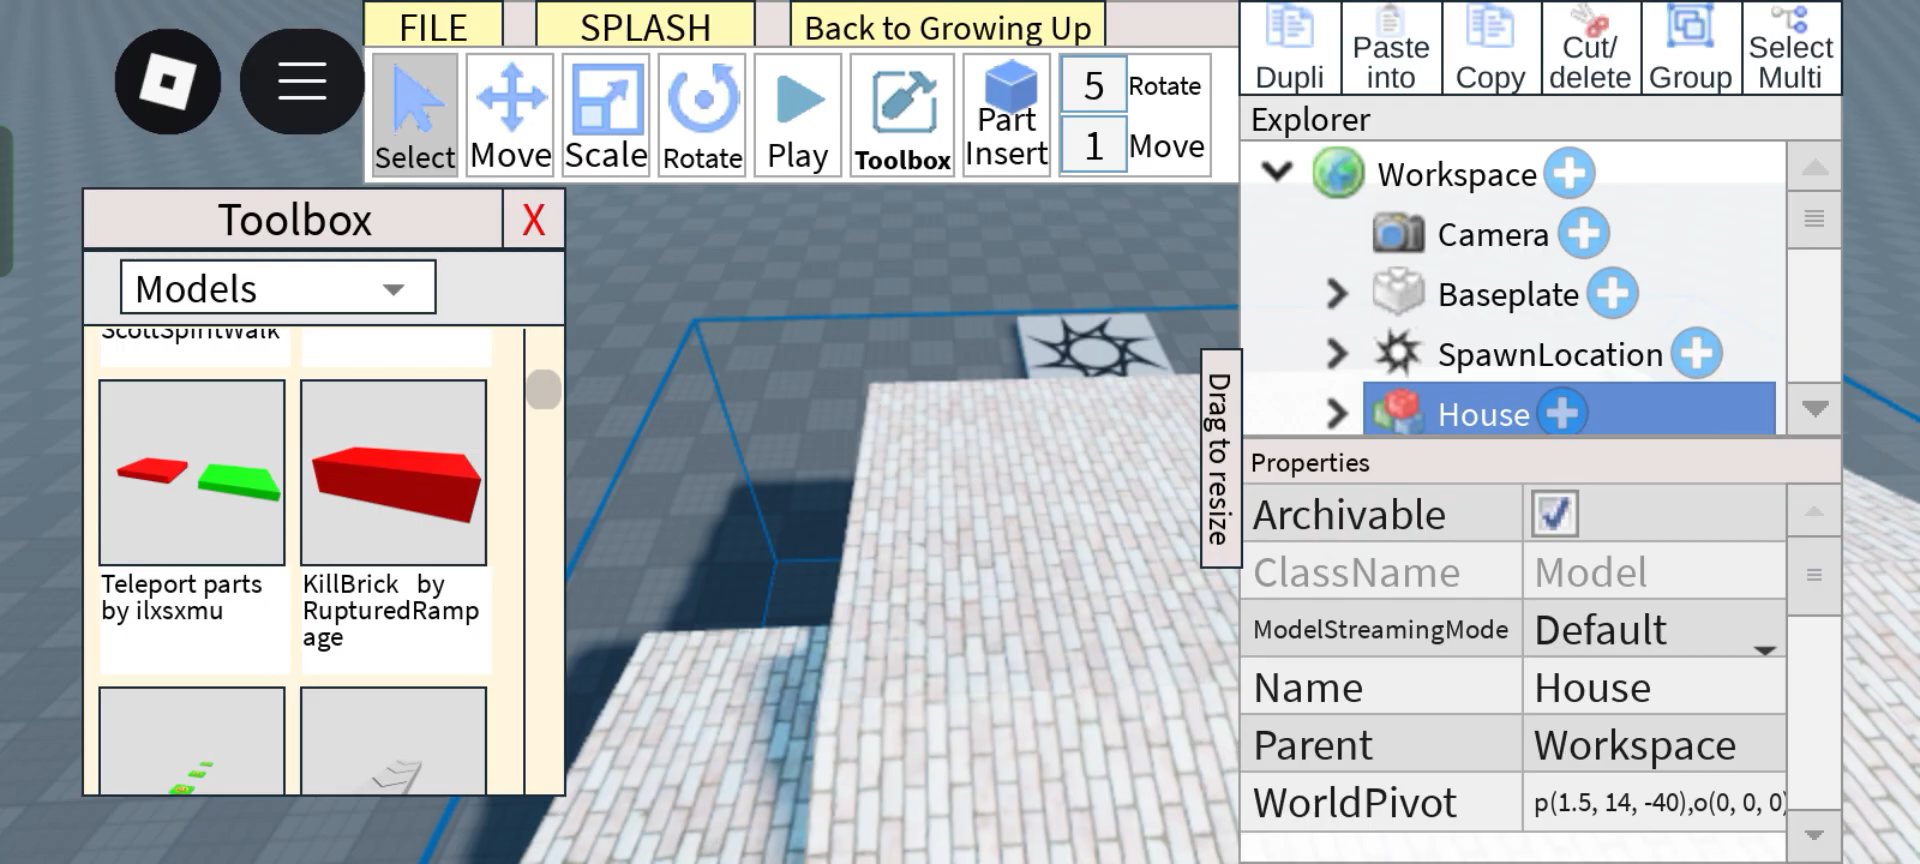 FILE
SPLASH
Back to Growing Up
Select
Move
Scale
Rotate
Play
Toolbox
Part
Insert
5 Rotate
1 Move
Dupli
Paste
into
Copy
Cut/
delete
Group
Select
Multi
Explorer
Workspace
Camera
Baseplate
SpawnLocation
House
Drag to resize
Properties
Archivable
ClassName Model
ModelStreamingMode Default
Name House
Parent Workspace
WorldPivot p(1.5, 14, -40),o(0, 0, 0)
Toolbox X
Models
ScottSpiritWalk
Teleport parts
by ilxsxmu
KillBrick by
RupturedRamp
age